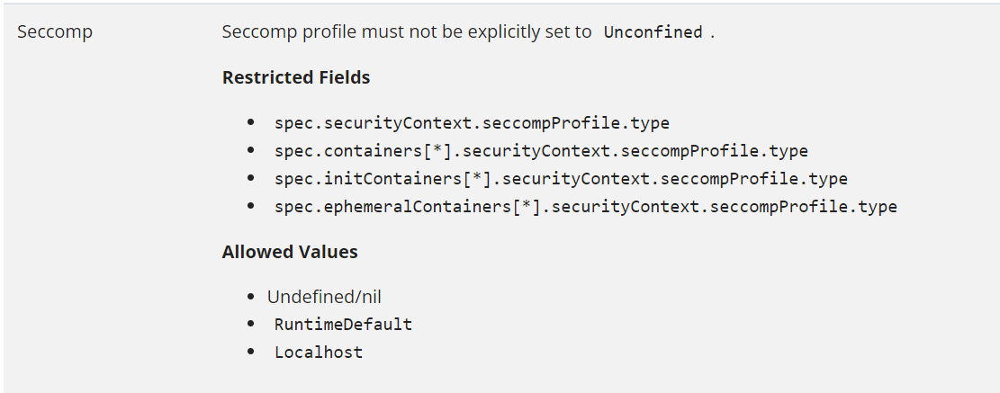 Seccomp
Seccomp profile must not be explicitly set to Unconfined .
Restricted Fields
spec.securityContext.seccompProfile.type
spec.containers[*].securityContext.seccompProfile.type
spec.initContainers[*].securityContext.seccompProfile.type
spec.ephemeralContainers[*].securityContext.seccompProfile.type
Allowed Values
Undefined/nil
RuntimeDefault
Localhost